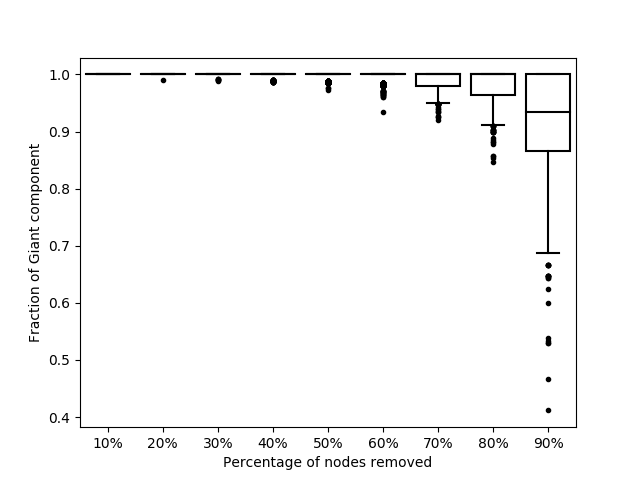 1.0
0.9
0.8
0.7
0.6
0.5
0.4
Fraction of Giant component
10% 20% 30% 40% 50% 60% 70% 80% 90%
Percentage of nodes removed